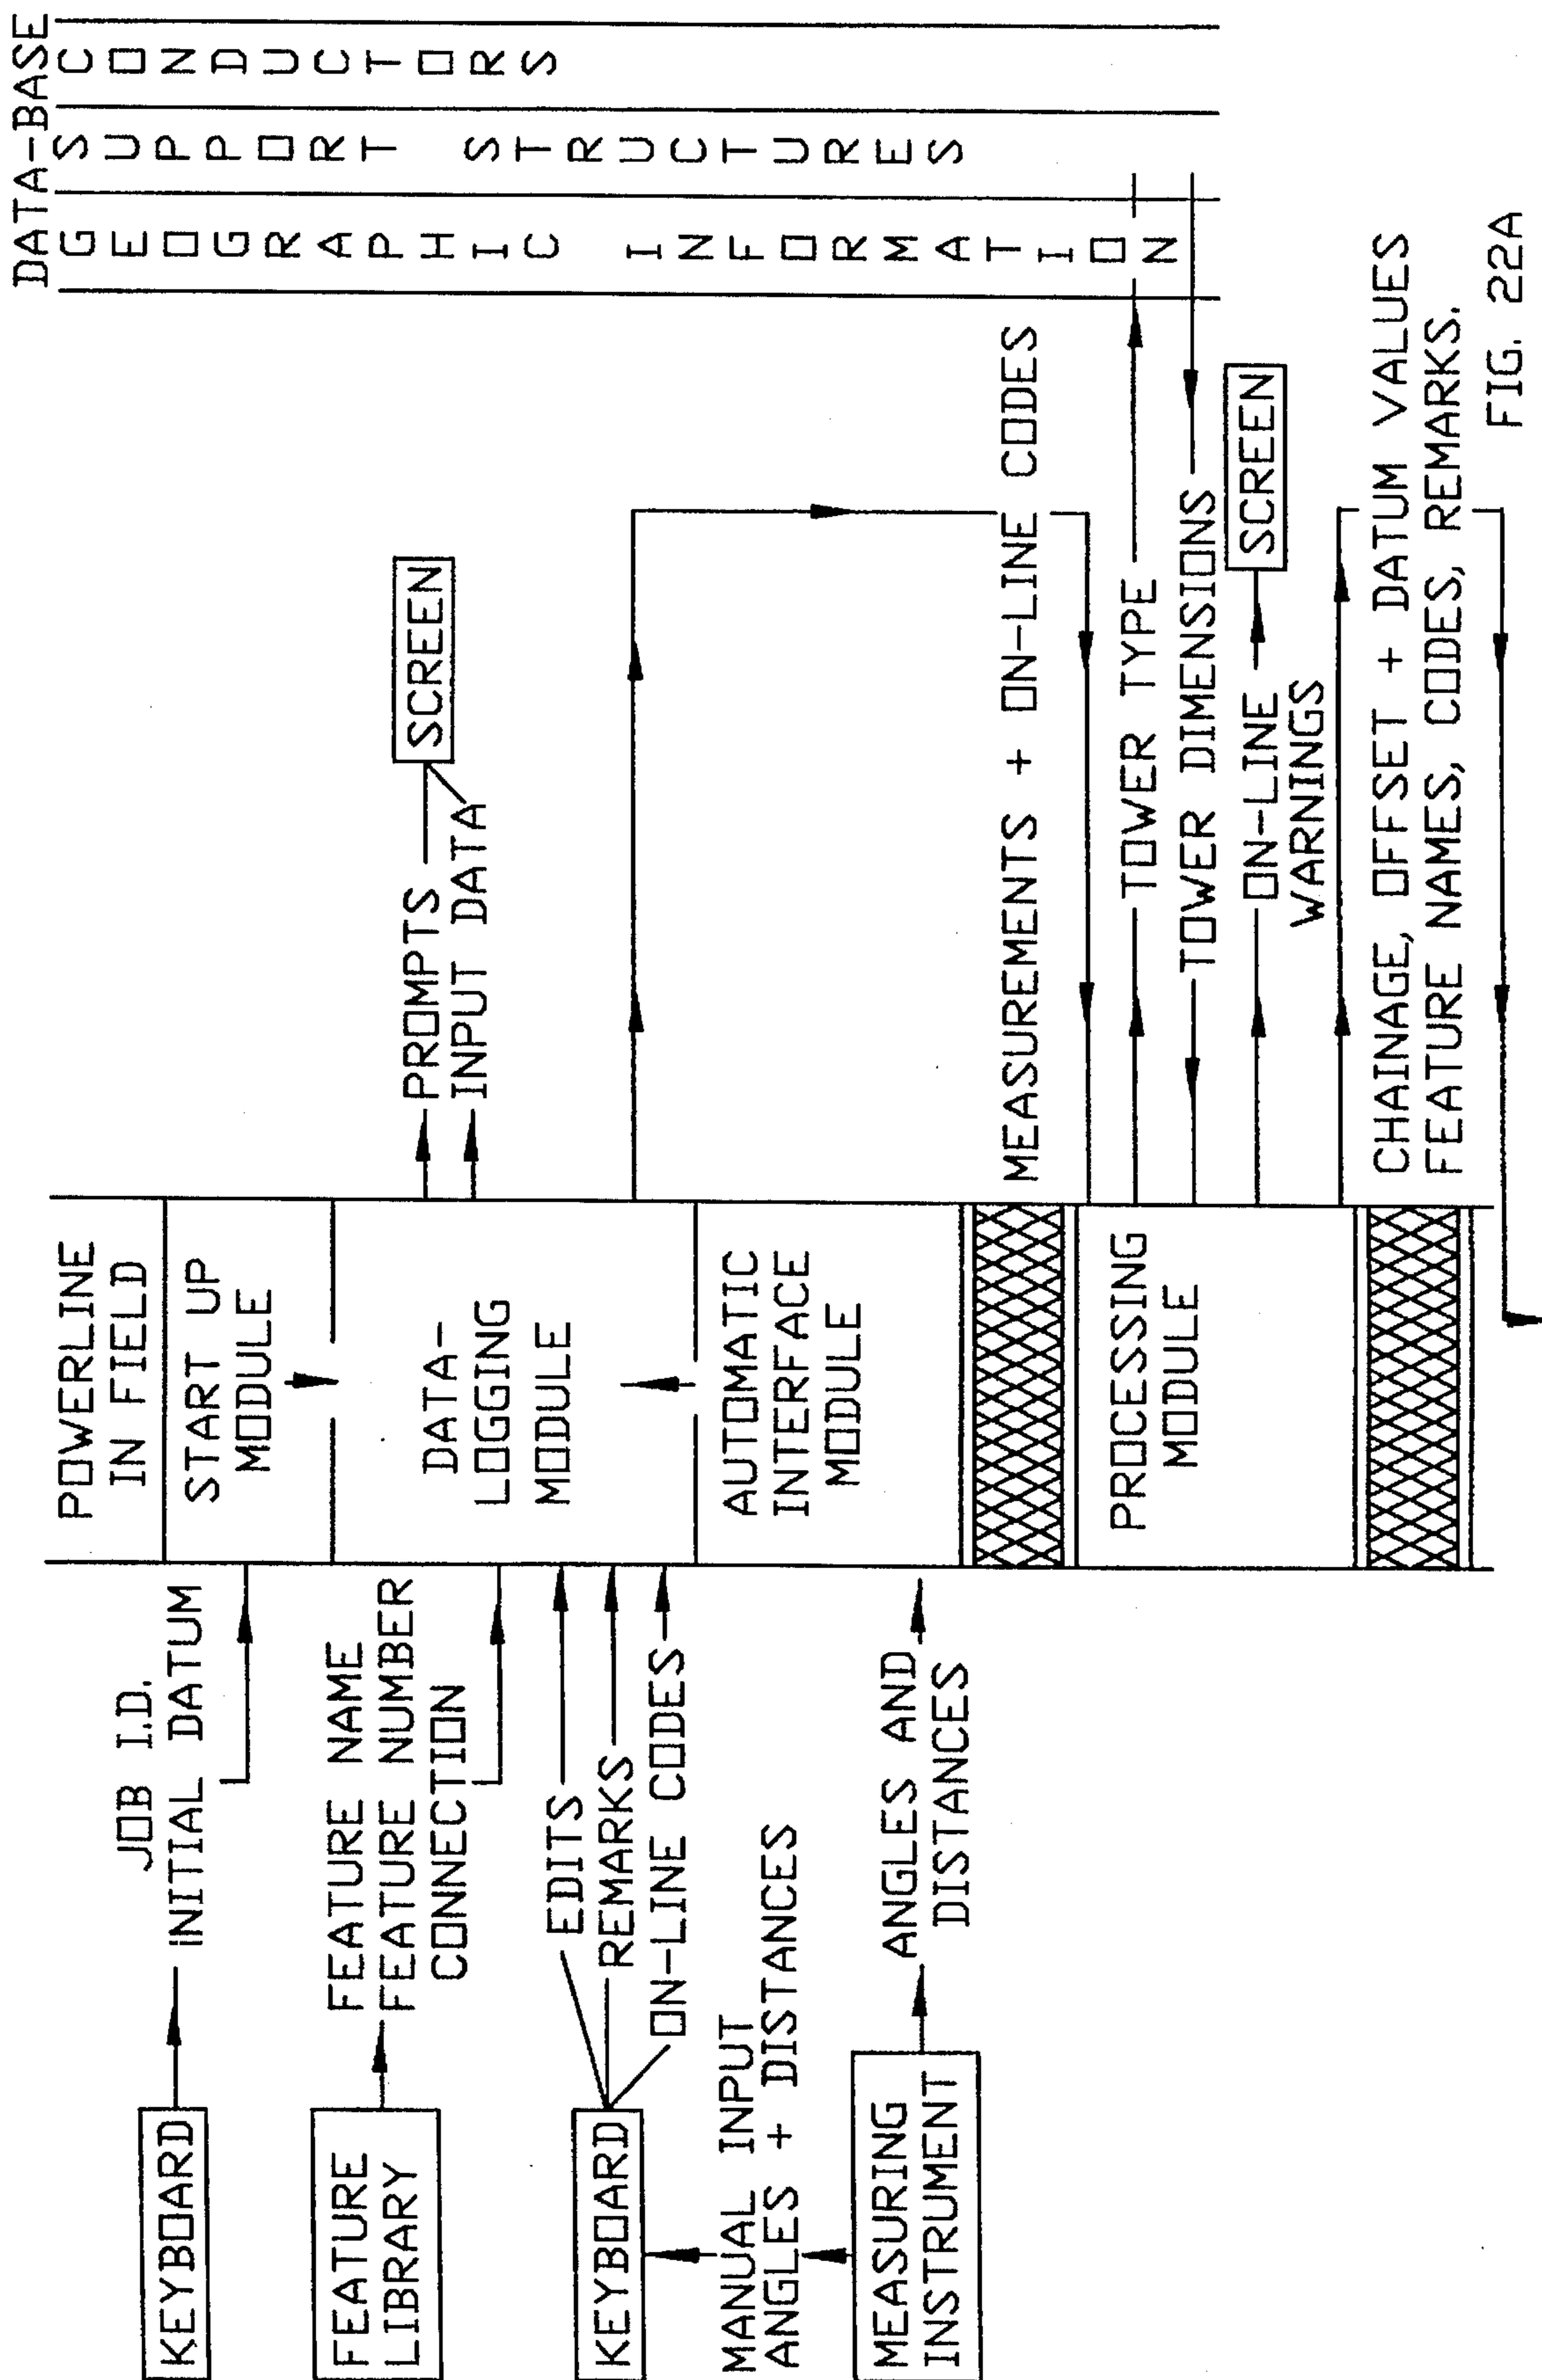 DATA-BASE
GEOGRAPHIC INFORMATION
SUPPORT STRUCTURES
CONDUCTORS
POWERLINE
IN FIELD
KEYBOARD
JOB I.D.
INITIAL DATUM
START UP
MODULE
FEATURE
LIBRARY
FEATURE NAME
FEATURE NUMBER
CONNECTION
DATA-
LOGGING
MODULE
PROMPTS
INPUT DATA
SCREEN
KEYBOARD
EDITS
REMARKS
ON-LINE CODES
MANUAL INPUT
ANGLES + DISTANCES
MEASURING
INSTRUMENT
ANGLES AND
DISTANCES
AUTOMATIC
INTERFACE
MODULE
MEASUREMENTS + ON-LINE CODES
PROCESSING
MODULE
TOWER TYPE
TOWER DIMENSIONS
ON-LINE
WARNINGS
SCREEN
CHAINAGE, OFFSET + DATUM VALUES
FEATURE NAMES, CODES, REMARKS.
FIG. 22A